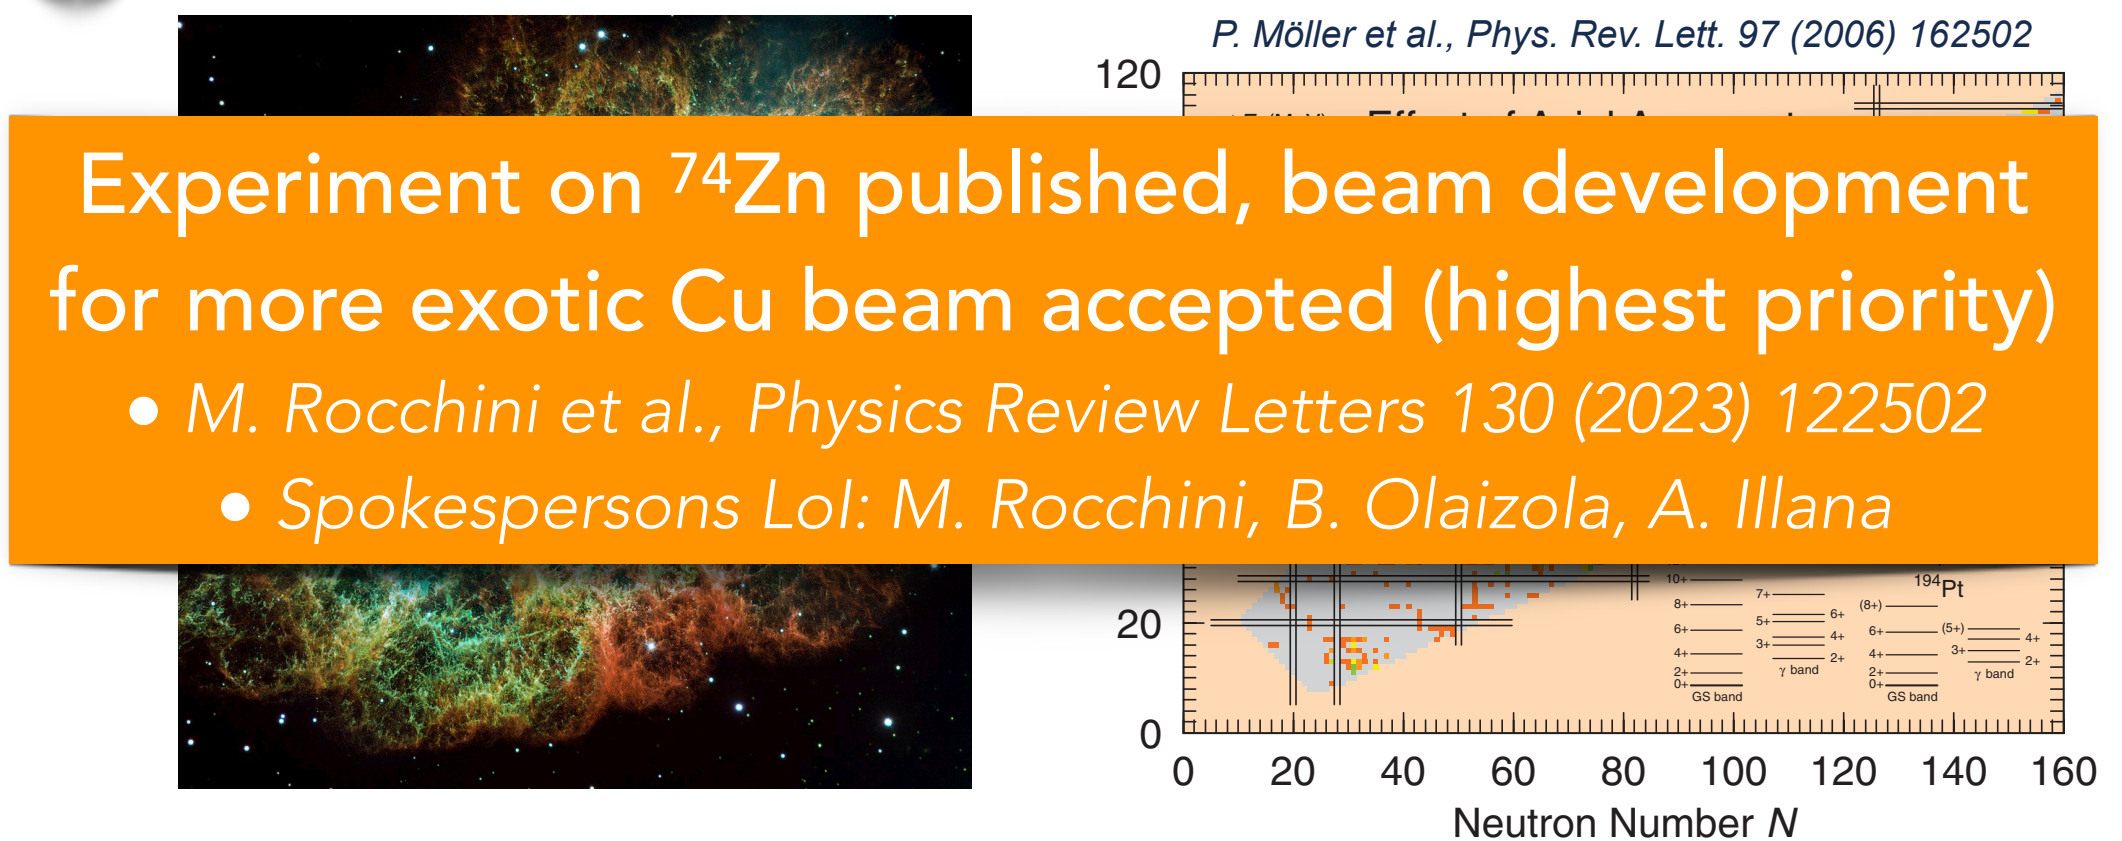 P. Möller et al., Phys. Rev. Lett. 97 (2006) 162502
120
Experiment on ⁷⁴Zn published, beam development
for more exotic Cu beam accepted (highest priority)
• M. Rocchini et al., Physics Review Letters 130 (2023) 122502
• Spokespersons LoI: M. Rocchini, B. Olaizola, A. Illana
20
0
10+
8+
6+
4+
2+
0+
GS band
7+
5+
3+
6+
4+
2+
γ band
¹⁹⁴Pt
(8+)
6+
4+
2+
0+
GS band
(5+)
3+
4+
2+
γ band
0 20 40 60 80 100 120 140 160
Neutron Number N